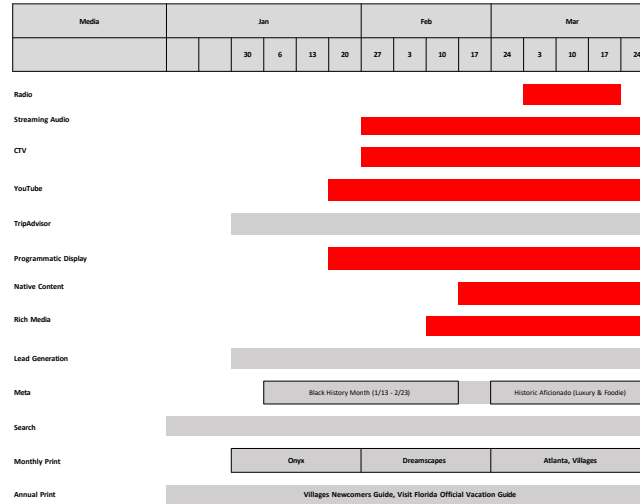 Media Jan Feb Mar
30 6 13 20 27 3 10 17 24 3 10 17 24
Radio
Streaming Audio
CTV
YouTube
TripAdvisor
Programmatic Display
Native Content
Rich Media
Lead Generation
Meta Black History Month (1/13 - 2/23) Historic Aficionado (Luxury & Foodie)
Search
Monthly Print Onyx Dreamscapes Atlanta, Villages
Annual Print Villages Newcomers Guide, Visit Florida Official Vacation Guide